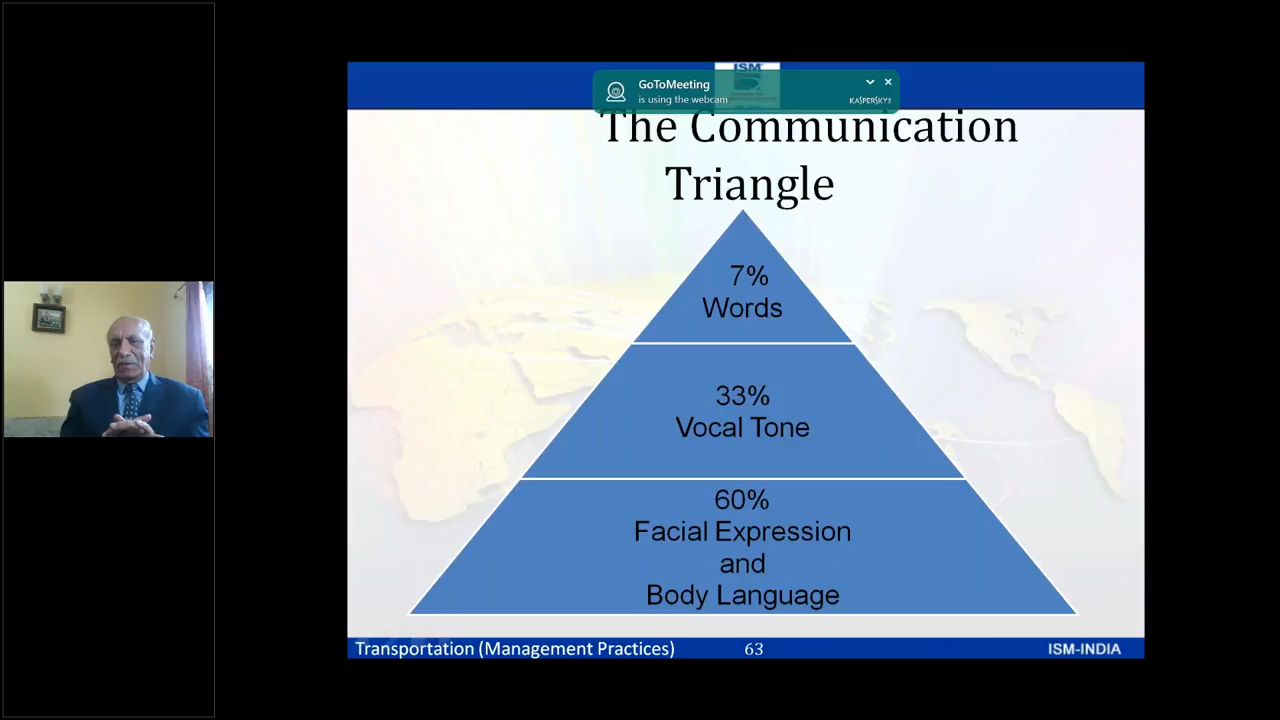 ISM
GoToMeeting
is using the webcam
KASPERSKY
The Communication
Triangle
7%
Words
33%
Vocal Tone
60%
Facial Expression
and
Body Language
Transportation (Management Practices) 63 ISM-INDIA